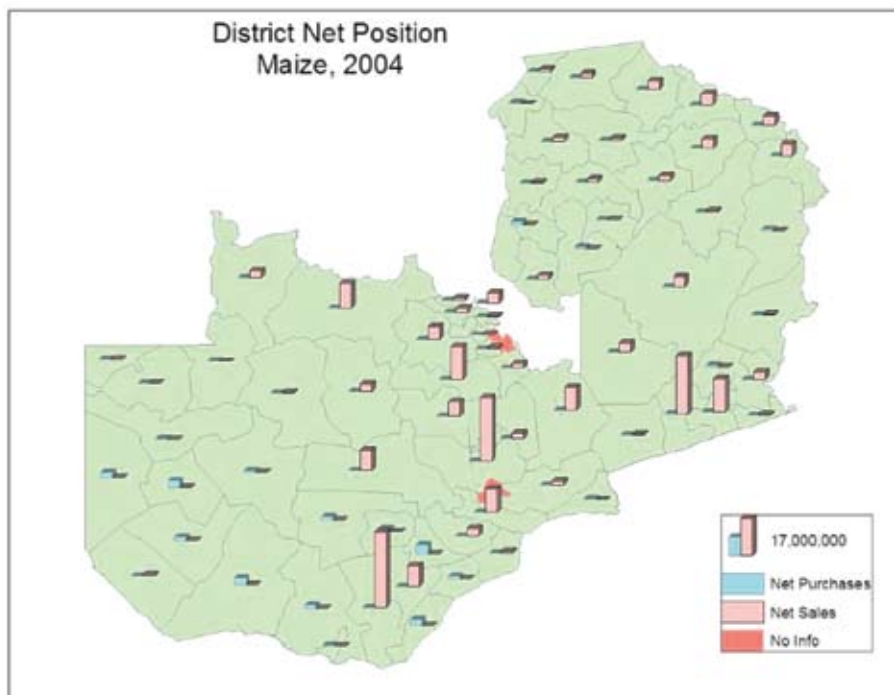 District Net Position
Maize, 2004
17,000,000
Net Purchases
Net Sales
No Info